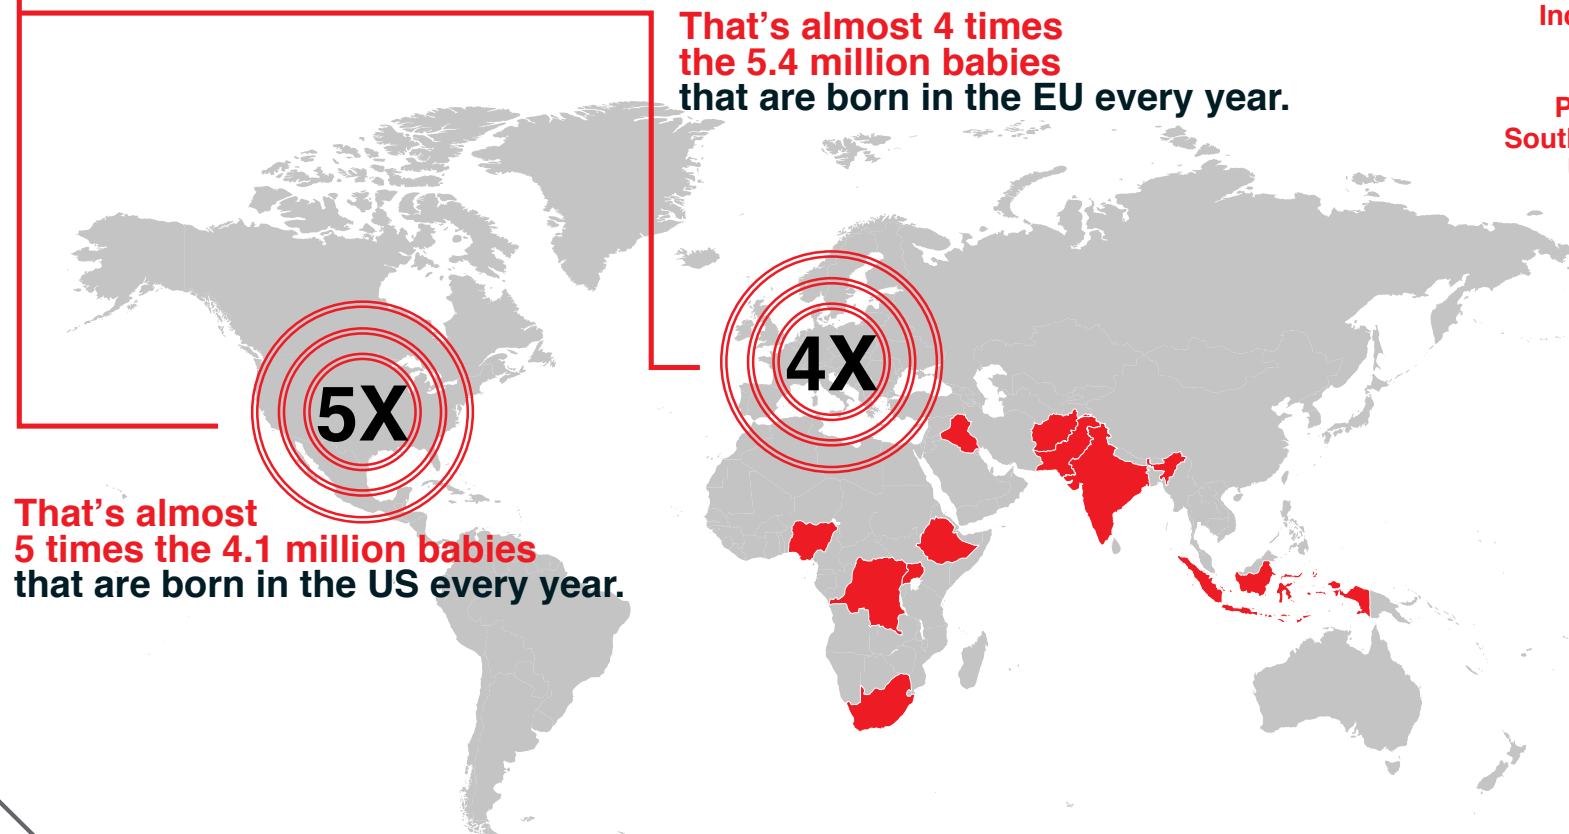 That's almost 4 times
the 5.4 million babies
that are born in the EU every year.
4X
5X
That's almost
5 times the 4.1 million babies
that are born in the US every year.